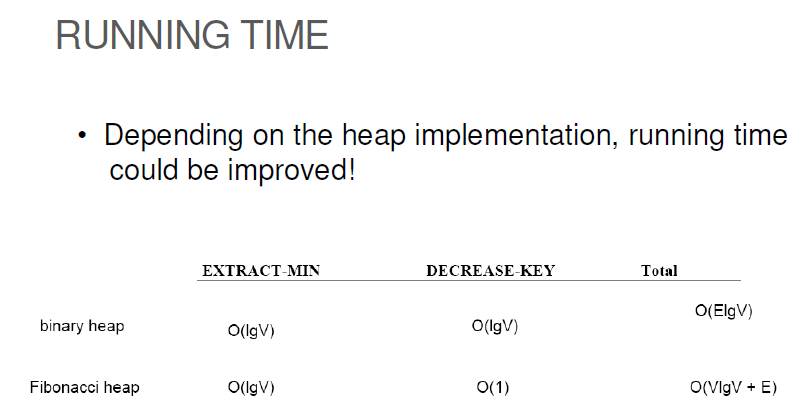 RUNNING TIME
• Depending on the heap implementation, running time
could be improved!
EXTRACT-MIN DECREASE-KEY Total
binary heap O(lgV) O(lgV) O(ElgV)
Fibonacci heap O(lgV) O(1) O(VlgV + E)